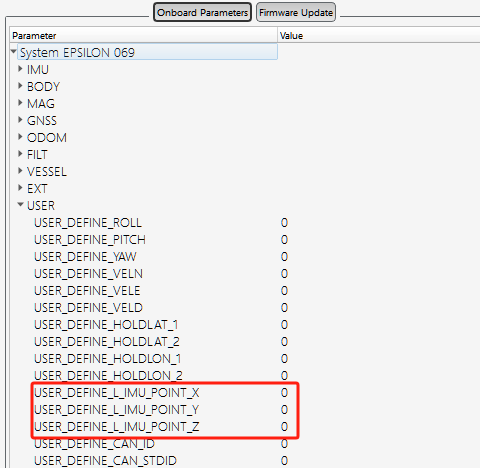 Onboard Parameters Firmware Update
Parameter Value
System EPSILON 069
IMU
BODY
MAG
GNSS
ODOM
FILT
VESSEL
EXT
USER
USER_DEFINE_ROLL 0
USER_DEFINE_PITCH 0
USER_DEFINE_YAW 0
USER_DEFINE_VELN 0
USER_DEFINE_VELE 0
USER_DEFINE_VELD 0
USER_DEFINE_HOLDLAT_1 0
USER_DEFINE_HOLDLAT_2 0
USER_DEFINE_HOLDLON_1 0
USER_DEFINE_HOLDLON_2 0
USER_DEFINE_L_IMU_POINT_X 0
USER_DEFINE_L_IMU_POINT_Y 0
USER_DEFINE_L_IMU_POINT_Z 0
USER_DEFINE_CAN_ID 0
USER_DEFINE_CAN_STDID 0